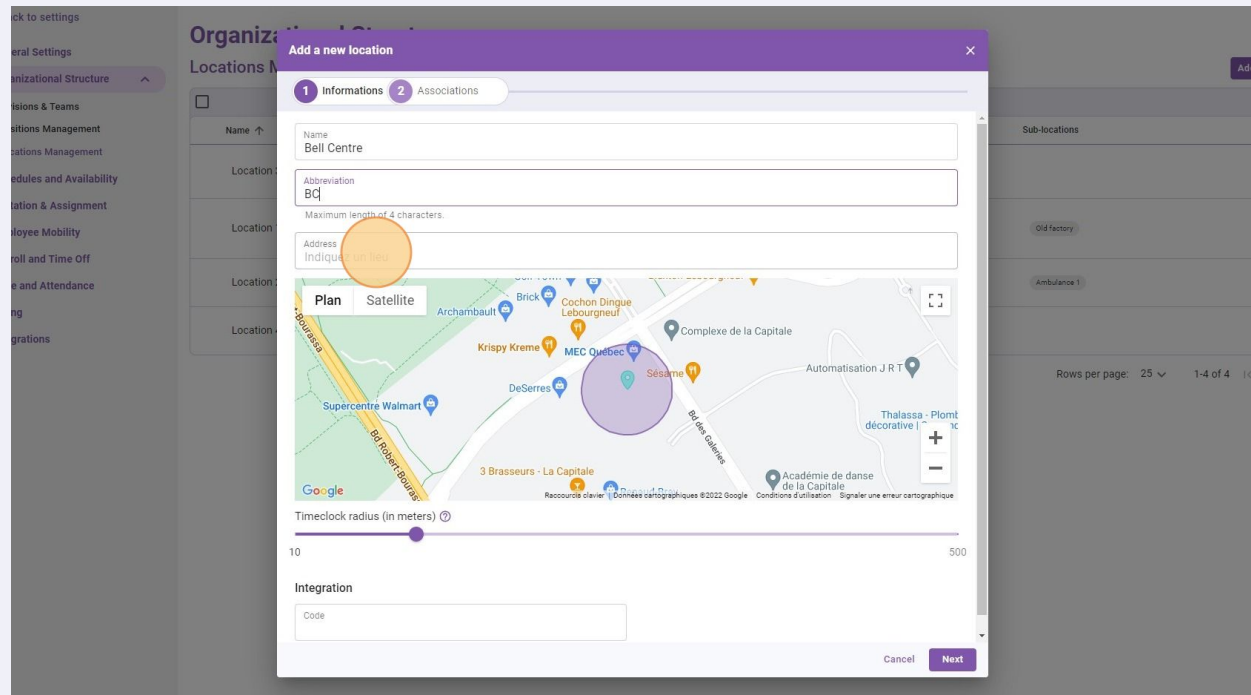 ck to settings
Organiza
eral Settings
Locations M
anizational Structure
visions & Teams
sitions Management
cations Management
edules and Availability
tation & Assignment
loyee Mobility
roll and Time Off
e and Attendance
ng
grations
Name
Location
Location
Location
Location
Add a new location
1 Informations 2 Associations
Name
Bell Centre
Abbreviation
BC
Maximum length of 4 characters.
Address
Indiquez un lieu
Plan Satellite
Brick
Archambault
Cochon Dingue
Lebourgneuf
Complexe de la Capitale
Krispy Kreme
MEC Québec
Sésame
Automatisation J R T
DeSerres
Supercentre Walmart
-Bourassa
Bd Robert-Bouras
Bd des Galeries
Thalassa - Plomb
décorative |
3 Brasseurs - La Capitale
Académie de danse
de la Capitale
Google
Raccourcis clavier Données cartographiques ©2022 Google Conditions d'utilisation Signaler une erreur cartographique
Timeclock radius (in meters)
10 500
Integration
Code
Cancel Next
Ad
Sub-locations
Old factory
Ambulance 1
Rows per page: 25 1-4 of 4